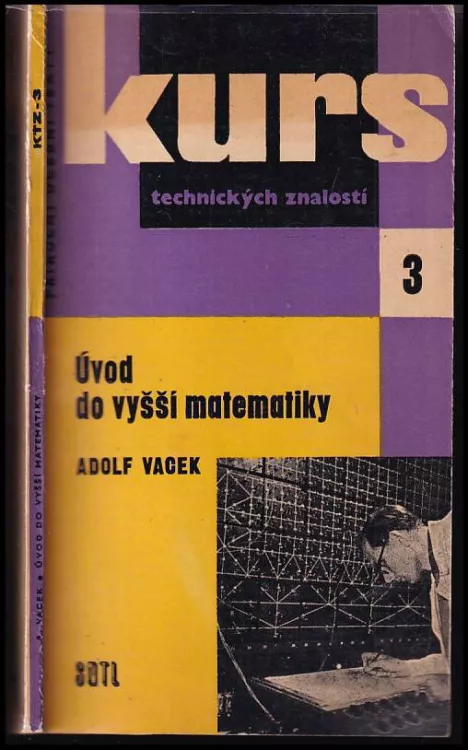 kurs
technických znalostí
3
Úvod
do vyšší matematiky
ADOLF VACEK
SNTL
KTZ-3
A. VACEK • ÚVOD DO VYŠŠÍ MATEMATIKY